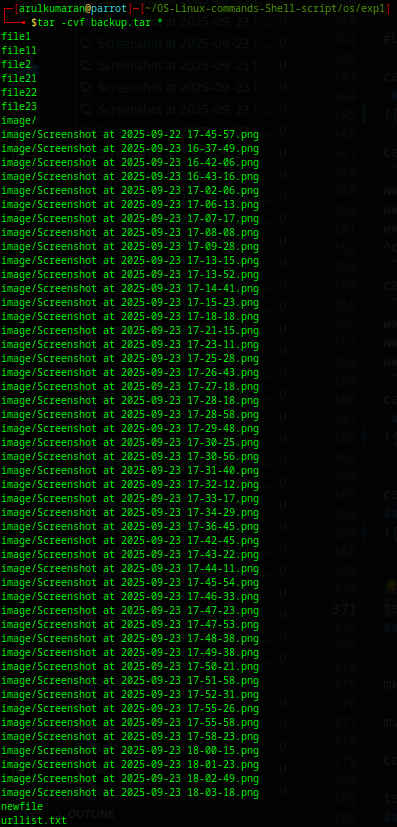 ┌─[arulkumaran@parrot]─[~/OS-Linux-commands-Shell-script/os/exp1]
└──╼ $tar -cvf backup.tar *
file1
file11
file2
file21
file22
file23
image/
image/Screenshot at 2025-09-22 17-45-57.png
image/Screenshot at 2025-09-23 16-37-49.png
image/Screenshot at 2025-09-23 16-42-06.png
image/Screenshot at 2025-09-23 16-43-16.png
image/Screenshot at 2025-09-23 17-02-06.png
image/Screenshot at 2025-09-23 17-06-13.png
image/Screenshot at 2025-09-23 17-07-17.png
image/Screenshot at 2025-09-23 17-08-08.png
image/Screenshot at 2025-09-23 17-09-28.png
image/Screenshot at 2025-09-23 17-13-15.png
image/Screenshot at 2025-09-23 17-13-52.png
image/Screenshot at 2025-09-23 17-14-41.png
image/Screenshot at 2025-09-23 17-15-23.png
image/Screenshot at 2025-09-23 17-18-18.png
image/Screenshot at 2025-09-23 17-21-15.png
image/Screenshot at 2025-09-23 17-23-11.png
image/Screenshot at 2025-09-23 17-25-28.png
image/Screenshot at 2025-09-23 17-26-43.png
image/Screenshot at 2025-09-23 17-27-18.png
image/Screenshot at 2025-09-23 17-28-18.png
image/Screenshot at 2025-09-23 17-28-58.png
image/Screenshot at 2025-09-23 17-29-48.png
image/Screenshot at 2025-09-23 17-30-25.png
image/Screenshot at 2025-09-23 17-30-56.png
image/Screenshot at 2025-09-23 17-31-40.png
image/Screenshot at 2025-09-23 17-32-12.png
image/Screenshot at 2025-09-23 17-33-17.png
image/Screenshot at 2025-09-23 17-34-29.png
image/Screenshot at 2025-09-23 17-36-45.png
image/Screenshot at 2025-09-23 17-42-45.png
image/Screenshot at 2025-09-23 17-43-22.png
image/Screenshot at 2025-09-23 17-44-11.png
image/Screenshot at 2025-09-23 17-45-54.png
image/Screenshot at 2025-09-23 17-46-33.png
image/Screenshot at 2025-09-23 17-47-23.png
image/Screenshot at 2025-09-23 17-47-53.png
image/Screenshot at 2025-09-23 17-48-38.png
image/Screenshot at 2025-09-23 17-49-38.png
image/Screenshot at 2025-09-23 17-50-21.png
image/Screenshot at 2025-09-23 17-51-58.png
image/Screenshot at 2025-09-23 17-52-31.png
image/Screenshot at 2025-09-23 17-55-26.png
image/Screenshot at 2025-09-23 17-55-58.png
image/Screenshot at 2025-09-23 17-58-23.png
image/Screenshot at 2025-09-23 18-00-15.png
image/Screenshot at 2025-09-23 18-01-23.png
image/Screenshot at 2025-09-23 18-02-49.png
image/Screenshot at 2025-09-23 18-03-18.png
newfile
urllist.txt